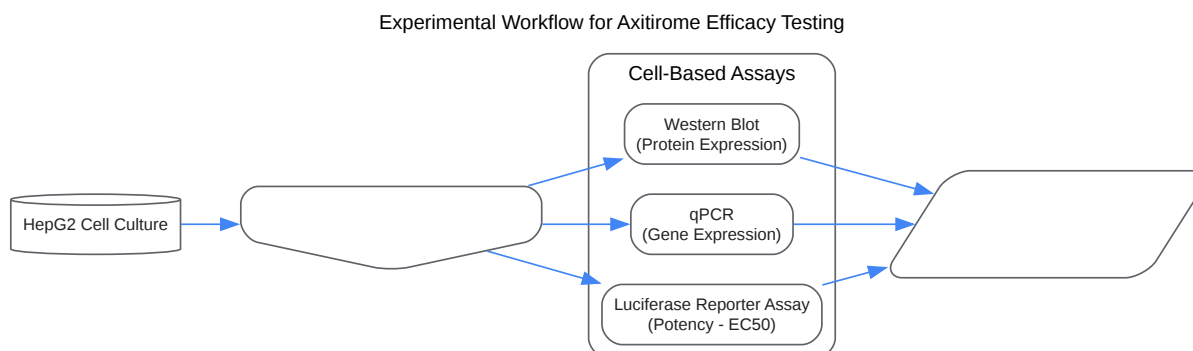 Experimental Workflow for Axitirome Efficacy Testing
Cell-Based Assays
Western Blot
(Protein Expression)
HepG2 Cell Culture
qPCR
(Gene Expression)
Luciferase Reporter Assay
(Potency - EC50)